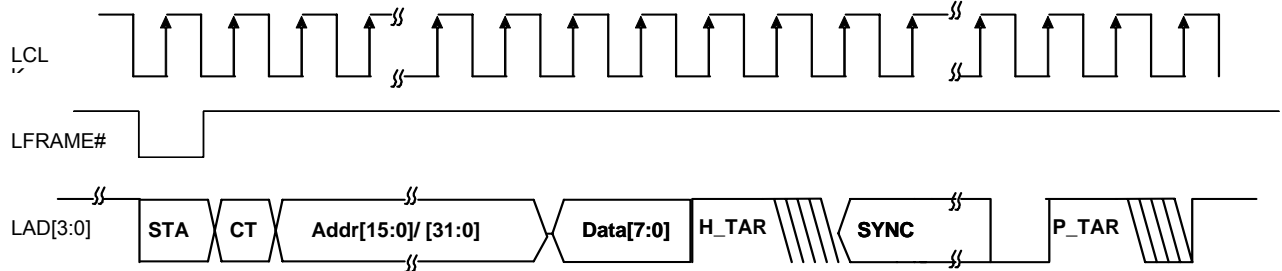 LCL
LFRAME#
LAD[3:0]
STA CT Addr[15:0]/ [31:0] Data[7:0] H_TAR SYNC P_TAR